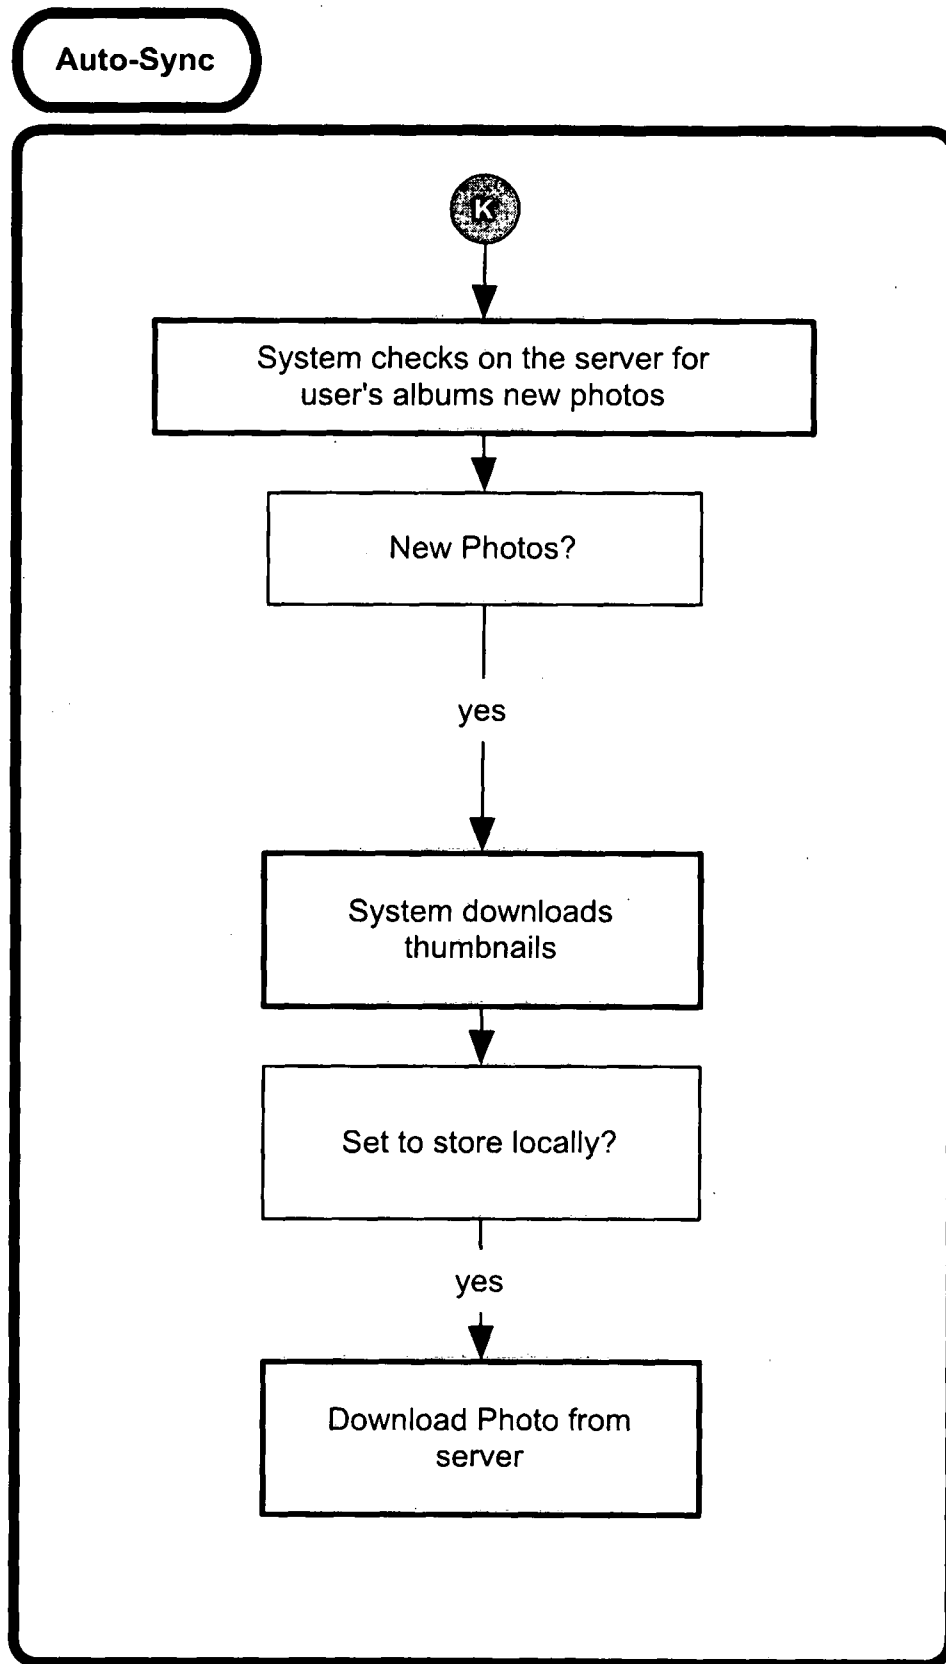 Auto-Sync
K
System checks on the server for
user's albums new photos
New Photos?
yes
System downloads
thumbnails
Set to store locally?
yes
Download Photo from
server